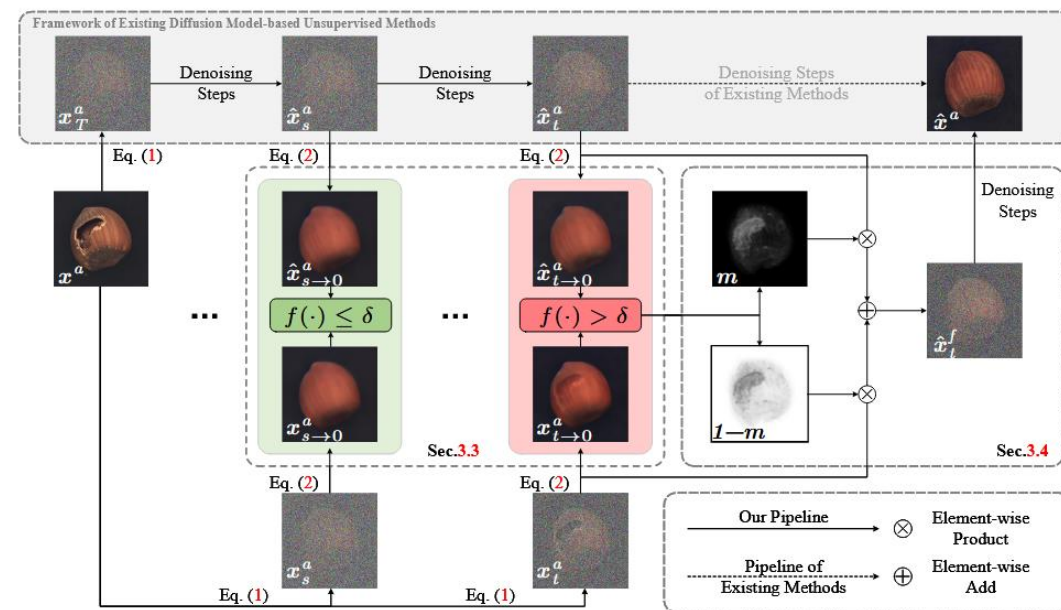 Framework of Existing Diffusion Model-based Unsupervised Methods
Denoising
Steps
Denoising
Steps
Denoising Steps
of Existing Methods
x_T^a
x̂_s^a
x̂_t^a
x̂^a
Eq. (1)
Eq. (2)
Eq. (2)
x^a
x̂_{s→0}^a
x̂_{t→0}^a
m
Denoising
Steps
...
f(·) ≤ δ
...
f(·) > δ
x̂_t^f
x_{s→0}^a
x_{t→0}^a
1−m
Sec.3.3
Sec.3.4
Eq. (2)
Eq. (2)
x_s^a
x_t^a
Our Pipeline
Element-wise
Product
Pipeline of
Existing Methods
Element-wise
Add
Eq. (1)
Eq. (1)